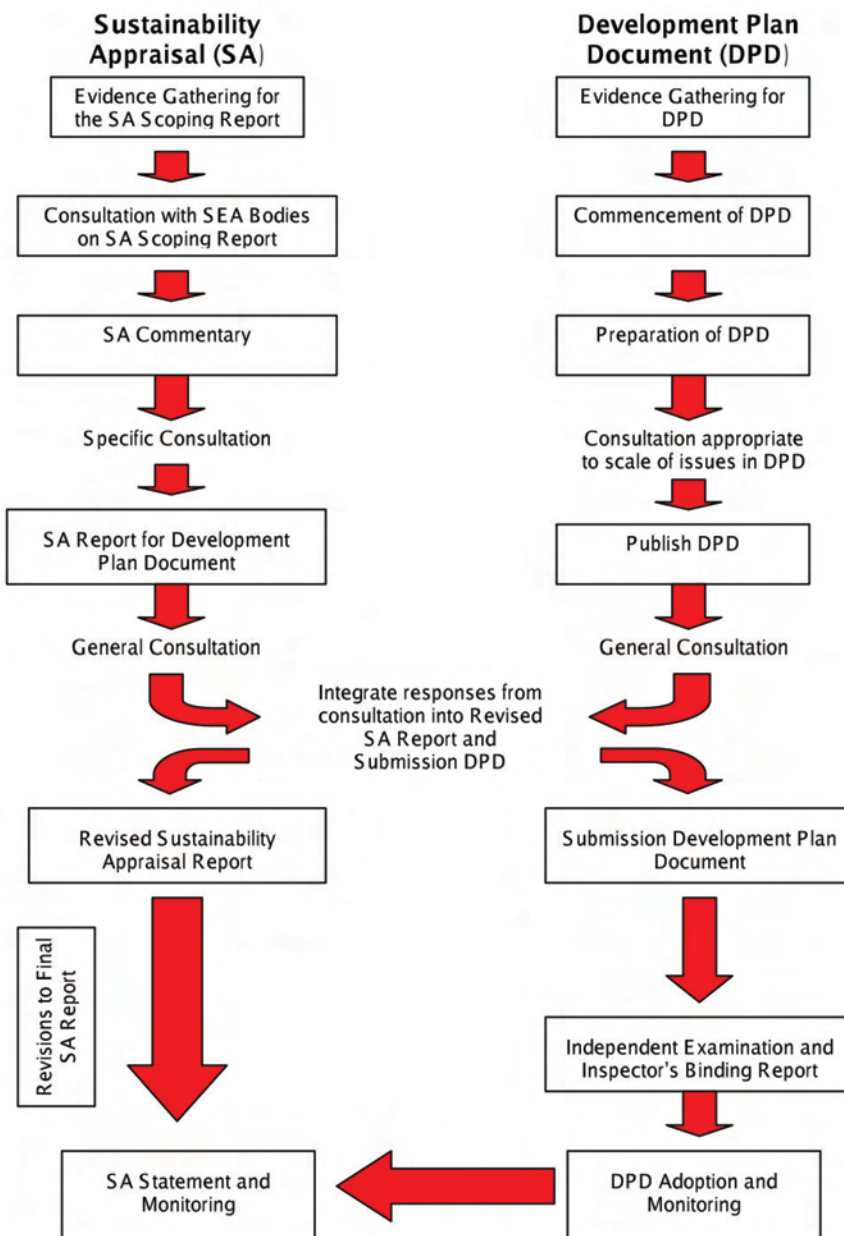 Sustainability
Appraisal (SA)
Evidence Gathering for
the SA Scoping Report
Consultation with SEA Bodies
on SA Scoping Report
SA Commentary
Specific Consultation
SA Report for Development
Plan Document
General Consultation
Development Plan
Document (DPD)
Evidence Gathering for
DPD
Commencement of DPD
Preparation of DPD
Consultation appropriate
to scale of issues in DPD
Publish DPD
General Consultation
Integrate responses from
consultation into Revised
SA Report and
Submission DPD
Revised Sustainability
Appraisal Report
Revisions to Final
SA Report
SA Statement and
Monitoring
Submission Development Plan
Document
Independent Examination and
Inspector's Binding Report
DPD Adoption and
Monitoring